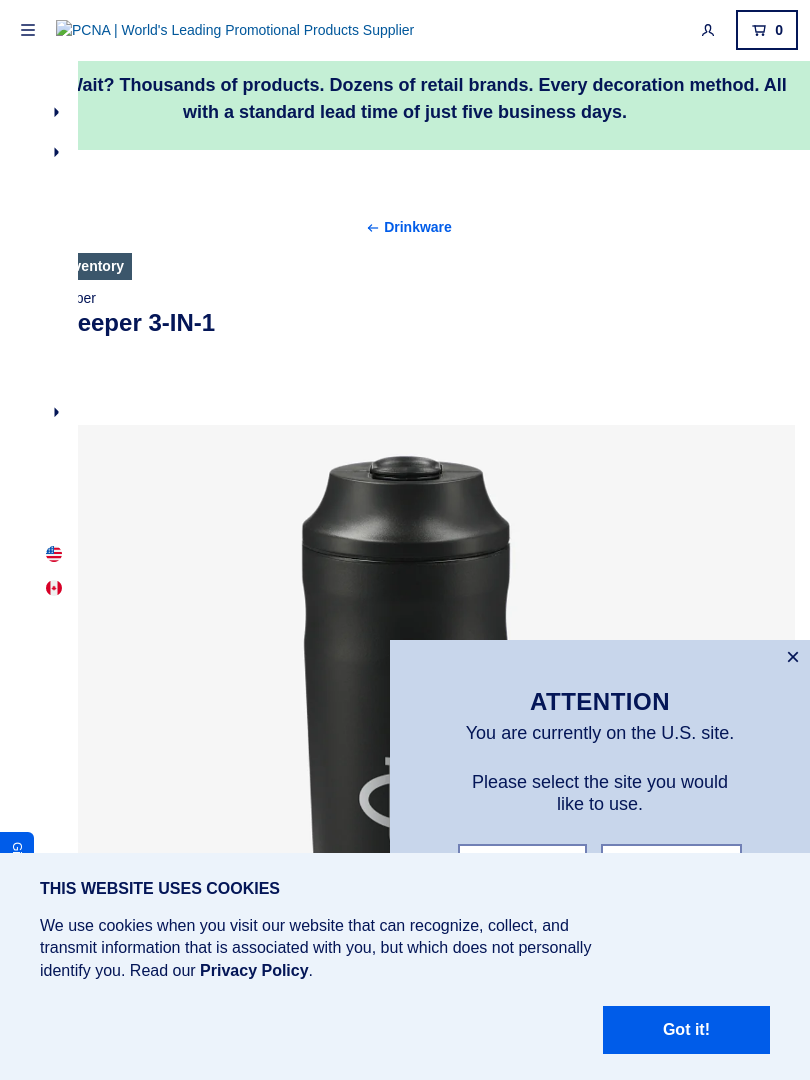 PCNA | World's Leading Promotional Products Supplier
0
Wait? Thousands of products. Dozens of retail brands. Every decoration method. All
with a standard lead time of just five business days.
Drinkware
3-IN-1
ATTENTION
You are currently on the U.S. site.
Please select the site you would
like to use.
THIS WEBSITE USES COOKIES
We use cookies when you visit our website that can recognize, collect, and
transmit information that is associated with you, but which does not personally
identify you. Read our Privacy Policy.
Got it!